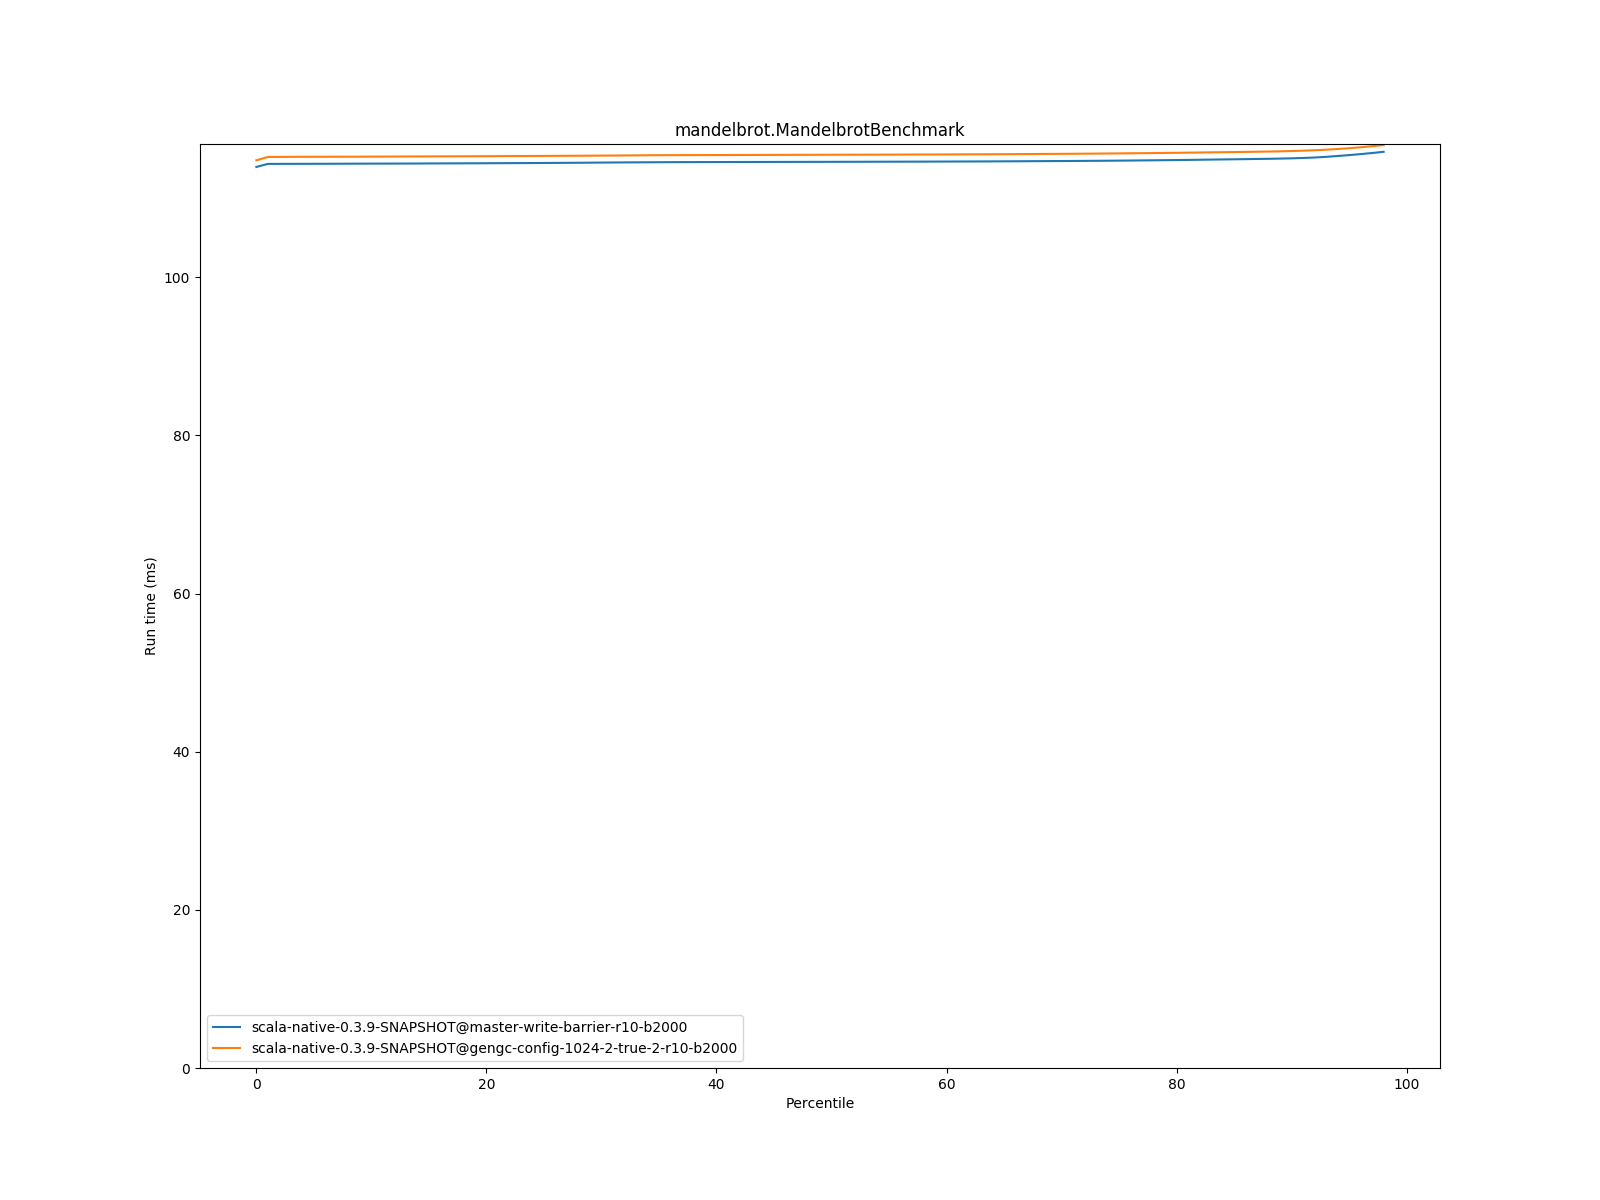 mandelbrot.MandelbrotBenchmark
100
80
60
40
20
0
Run time (ms)
scala-native-0.3.9-SNAPSHOT@master-write-barrier-r10-b2000
scala-native-0.3.9-SNAPSHOT@gengc-config-1024-2-true-2-r10-b2000
0 20 40 60 80 100
Percentile